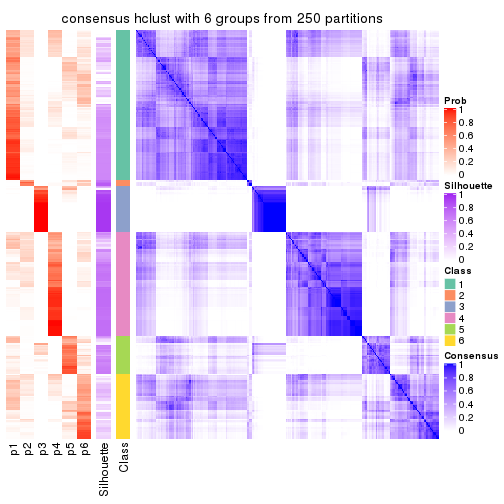 consensus hclust with 6 groups from 250 partitions
Prob
1
0.8
0.6
0.4
0.2
0
Silhouette
1
0.8
0.6
0.4
0.2
0
Class
1
2
3
4
5
6
Consensus
1
0.8
0.6
0.4
0.2
0
p1
p2
p3
p4
p5
p6
Silhouette
Class